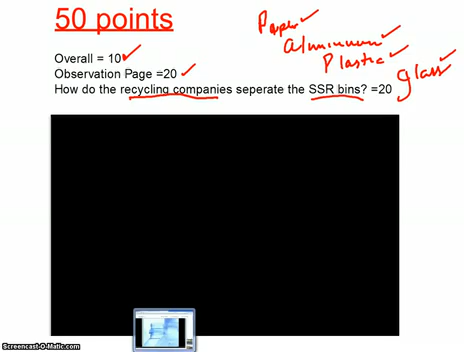 50 points
Paper
Aluminum
Plastic
glass
Overall = 10
Observation Page =20
How do the recycling companies seperate the SSR bins? =20
Screencast-O-Matic.com